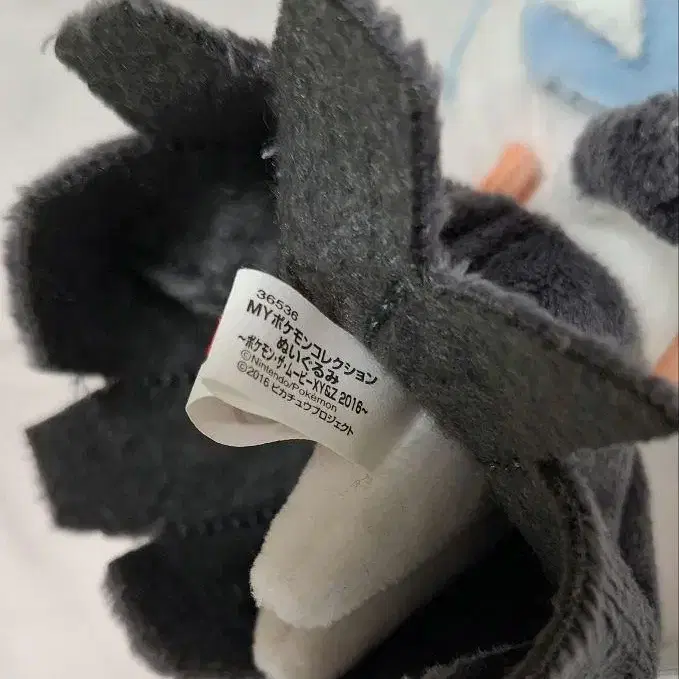 36536
MYポケモンコレクション
ぬいぐるみ
～ポケモン・ザ・ムービーXY&Z 2016～
©Nintendo/Pokémon
©2016 ピカチュウプロジェクト